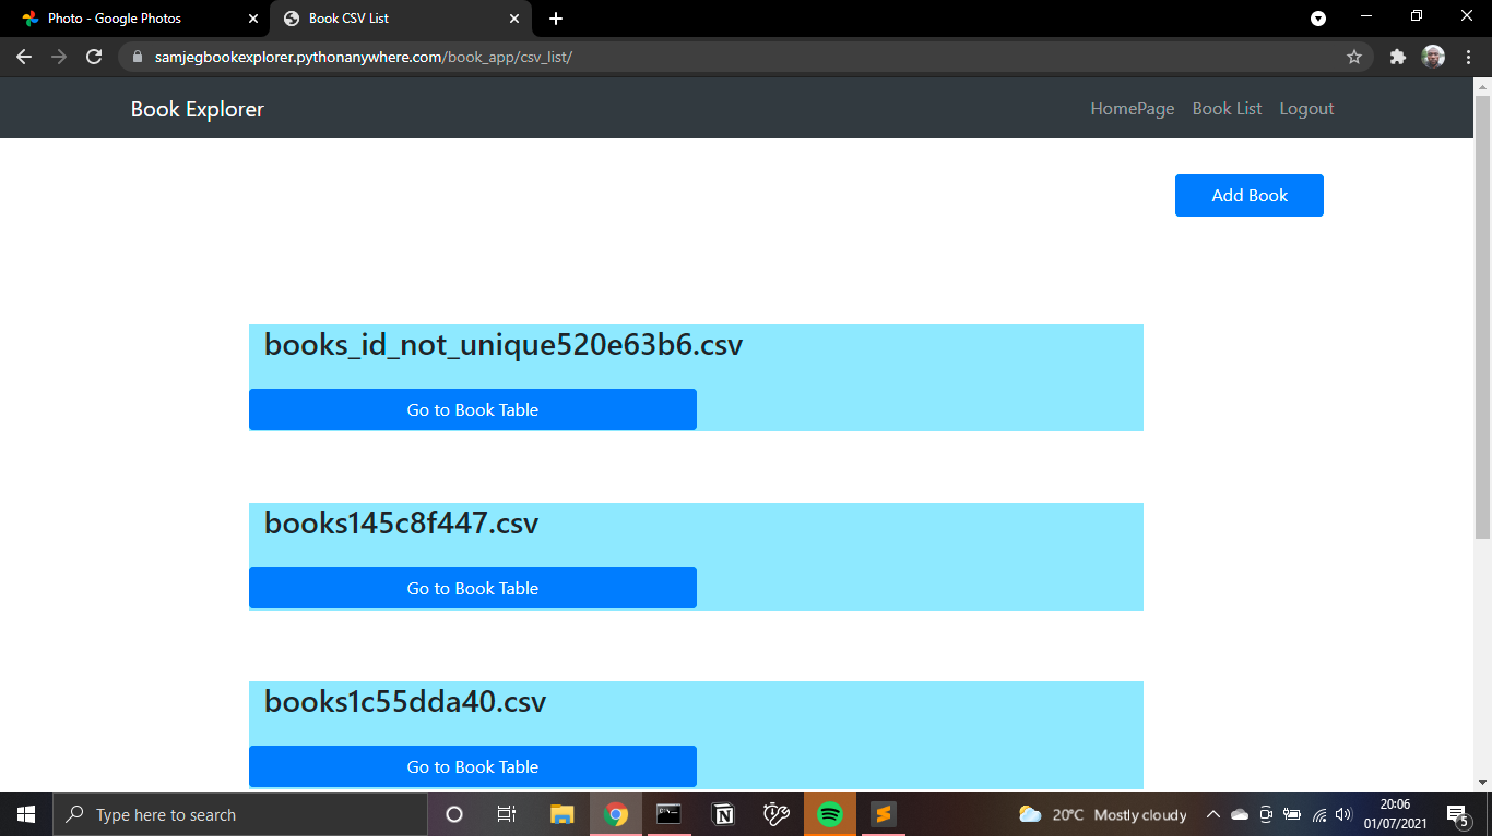 Photo - Google Photos
Book CSV List
samjegbookexplorer.pythonanywhere.com/book_app/csv_list/
Book Explorer
HomePage Book List Logout
Add Book
books_id_not_unique520e63b6.csv
Go to Book Table
books145c8f447.csv
Go to Book Table
books1c55dda40.csv
Go to Book Table
Type here to search
20°C Mostly cloudy
20:06
01/07/2021
5